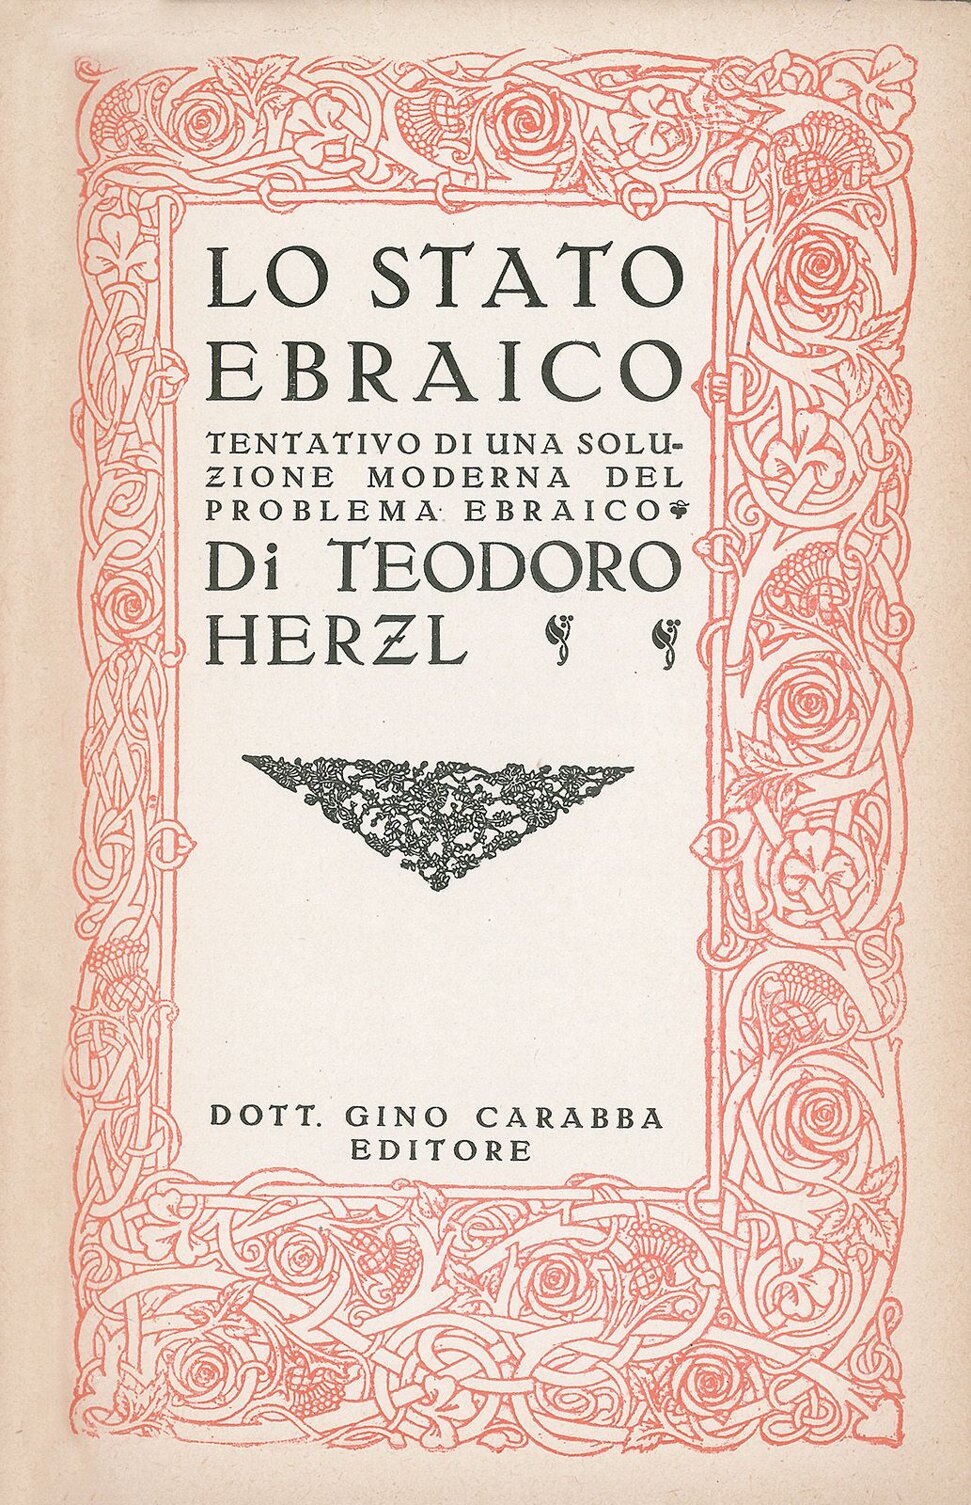 LO STATO
EBRAICO
TENTATIVO DI UNA SOLU-
ZIONE MODERNA DEL
PROBLEMA EBRAICO
Di TEODORO
HERZL
DOTT. GINO CARABBA
EDITORE